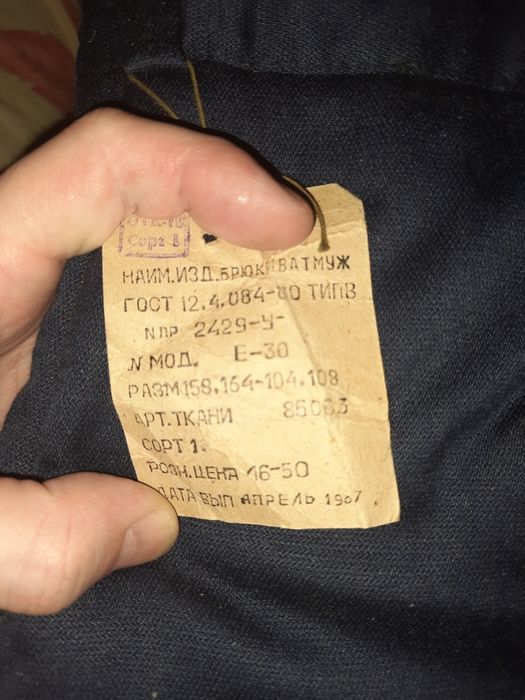 Сорт 1
НАИМ.ИЗД.БРЮКИ ВАТ МУЖ
ГОСТ 12.4.084-80 ТИП В
N ПР 2429-У-
N МОД. Е-30
РАЗМ 158.164-104.108
АРТ.ТКАНИ
СОРТ 1
РОЗН.ЦЕНА 16-50
ДАТА ВЫП АПРЕЛЬ 1987